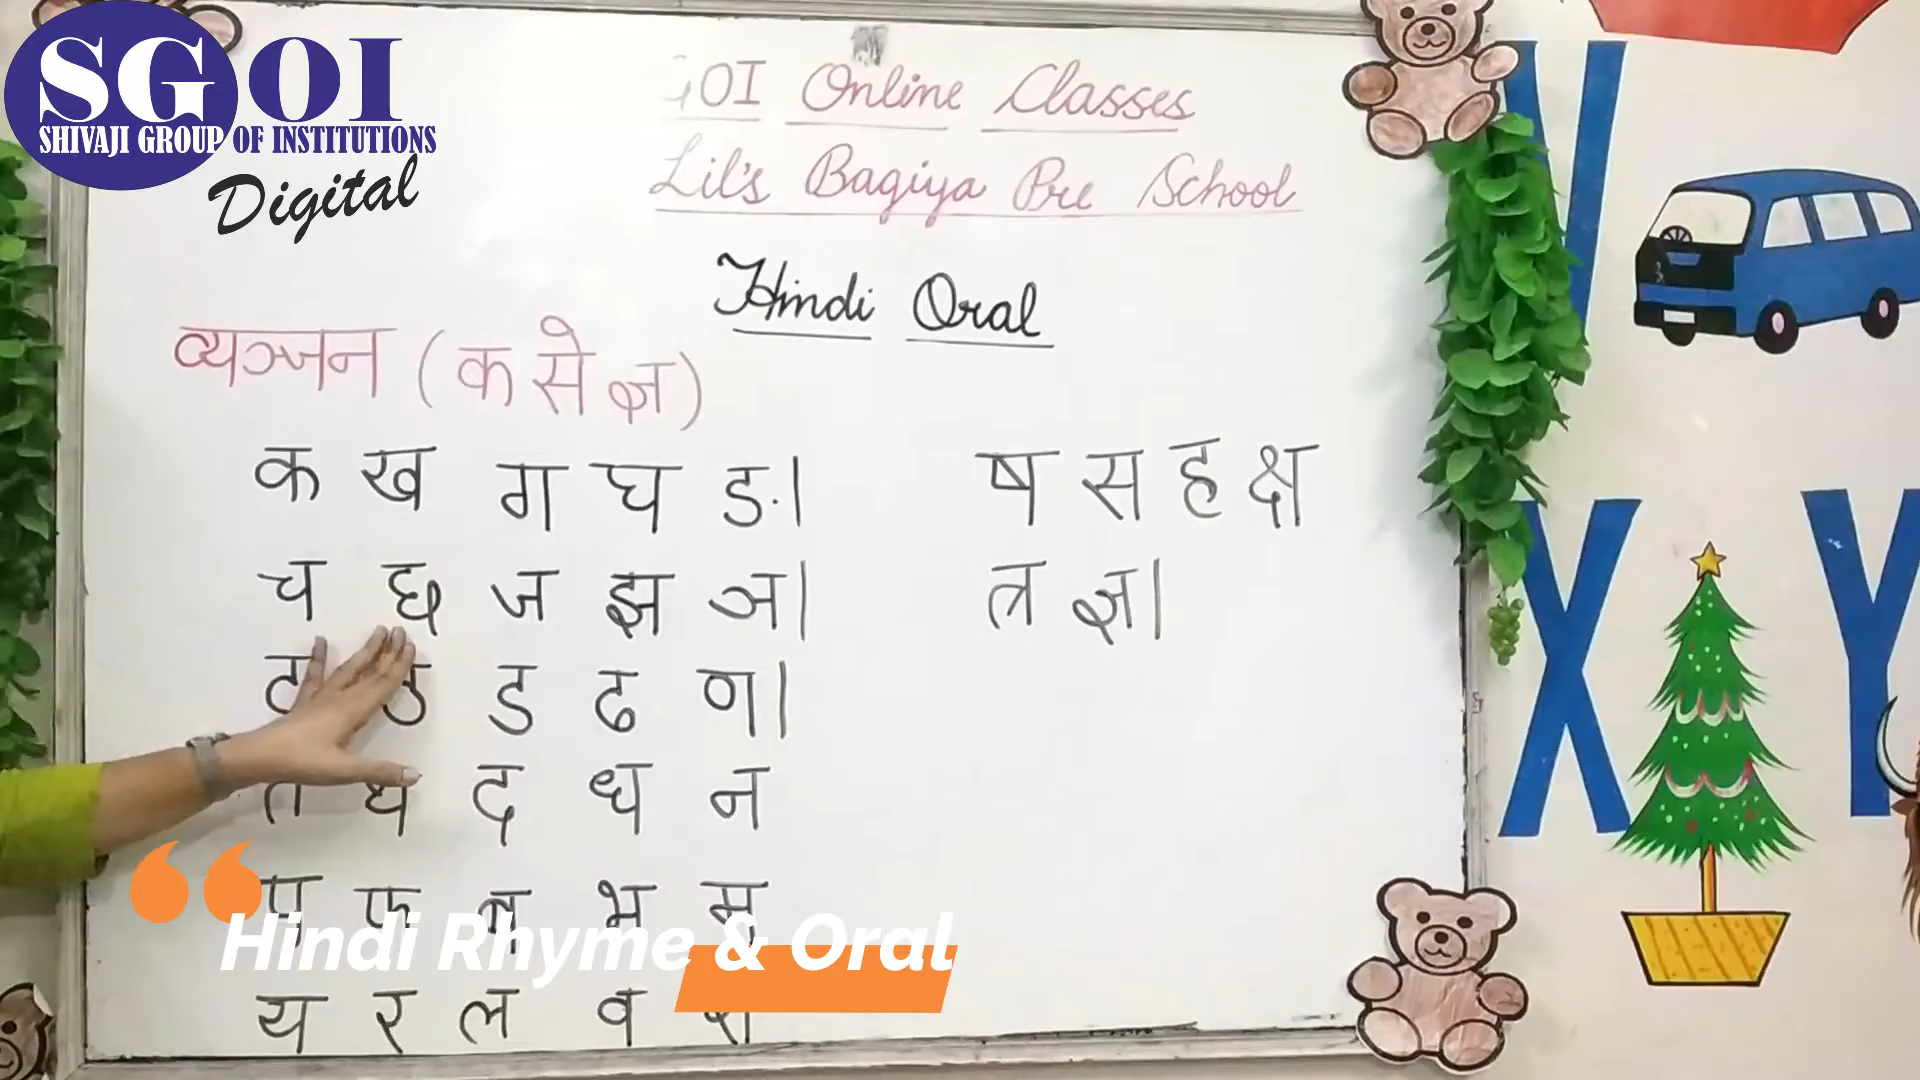 SGOI
SHIVAJI GROUP OF INSTITUTIONS
Digital
GOI Online Classes
Lil's Bagiya Pre School
Hindi Oral
व्यञ्जन (क से ज्ञ)
क ख ग घ ङ।
च छ ज झ ञ।
ट ठ ड ढ ण।
त थ द ध न
प फ ब भ म
य र ल व श
ष स ह क्ष
त्र ज्ञ।
Hindi Rhyme & Oral
V
X Y